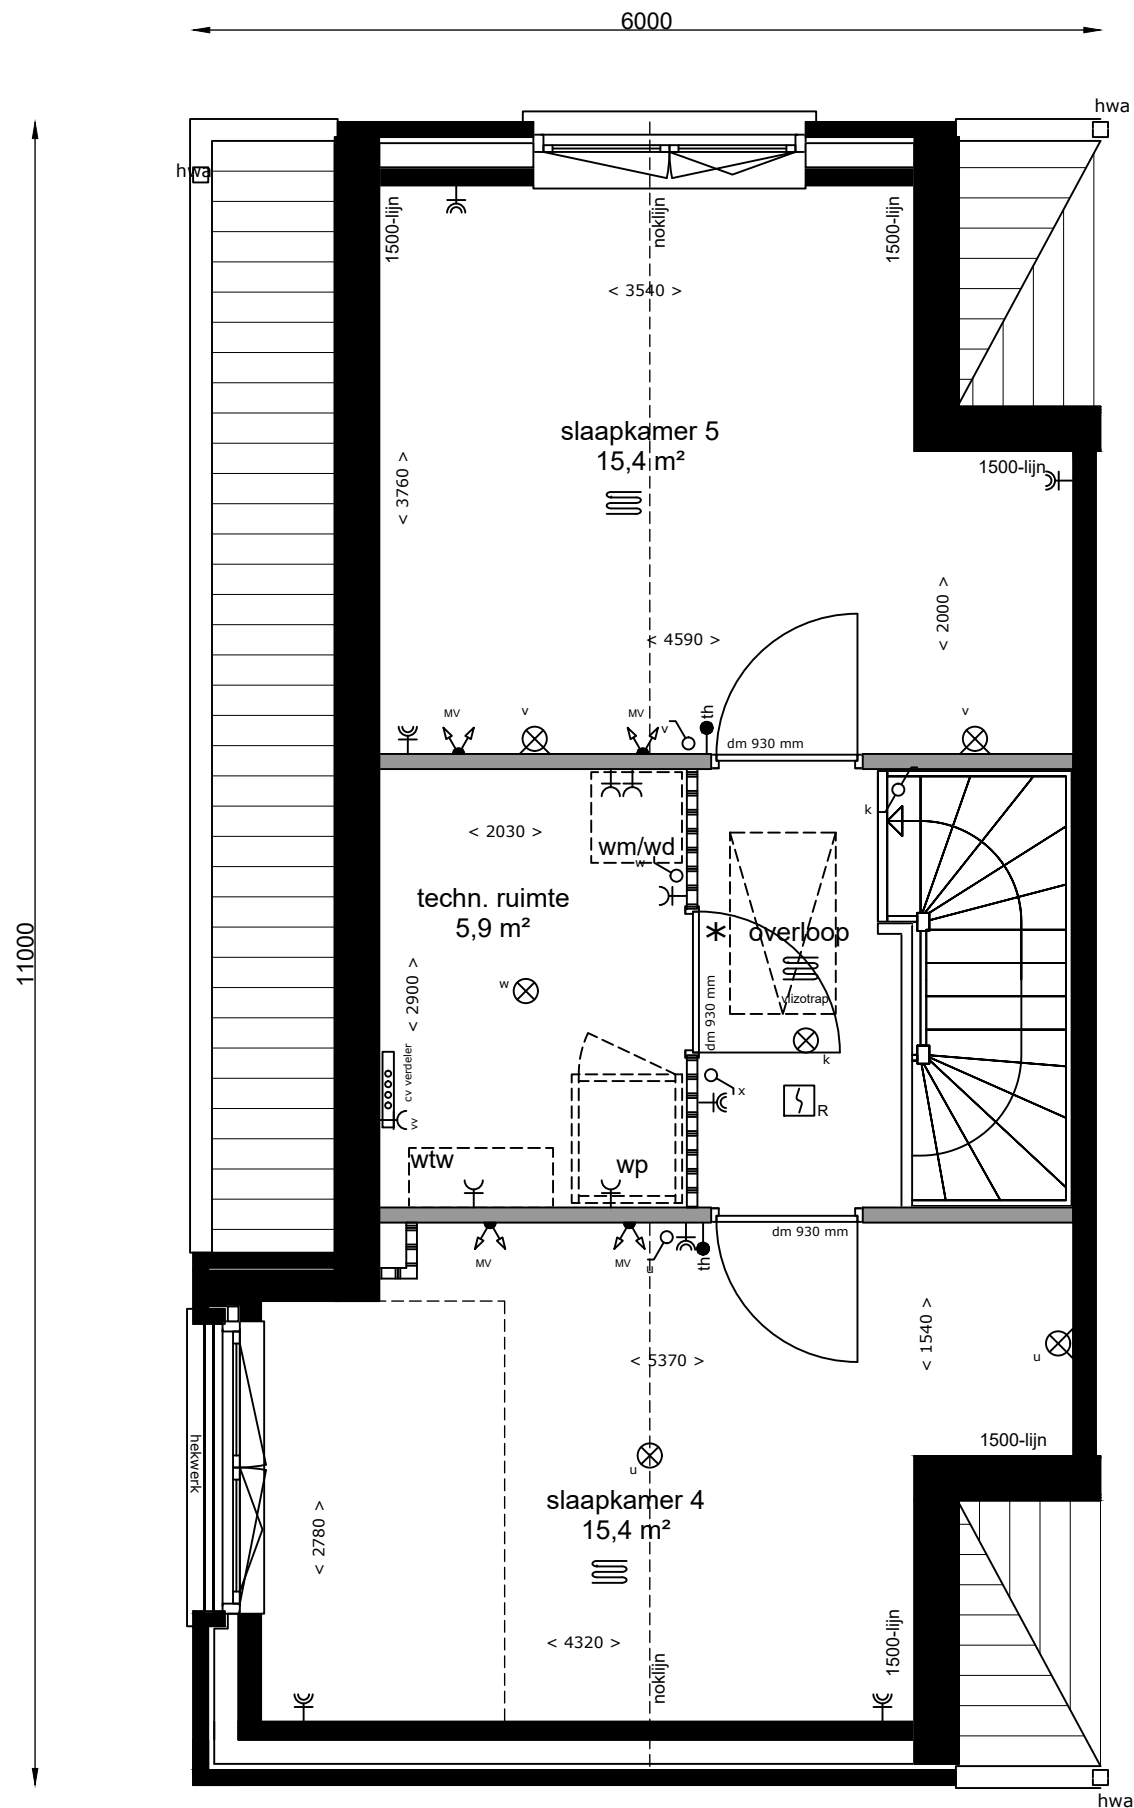 6000
hwa
hwa
1500-lijn
noklijn
1500-lijn
< 3540 >
slaapkamer 5
15,4 m²
1500-lijn
< 3760 >
< 2000 >
< 4590 >
MV
v
MV
v
th
v
dm 930 mm
k
< 2030 >
wm/wd
w
techn. ruimte
5,9 m²
* overloop
11000
w
< 2900 >
dm 930 mm
vlizotrap
k
cv verdeler
vv
x
R
wtw
wp
dm 930 mm
MV
MV
u
th
< 1540 >
u
< 5370 >
1500-lijn
hekwerk
u
slaapkamer 4
15,4 m²
< 2780 >
< 4320 >
noklijn
1500-lijn
hwa